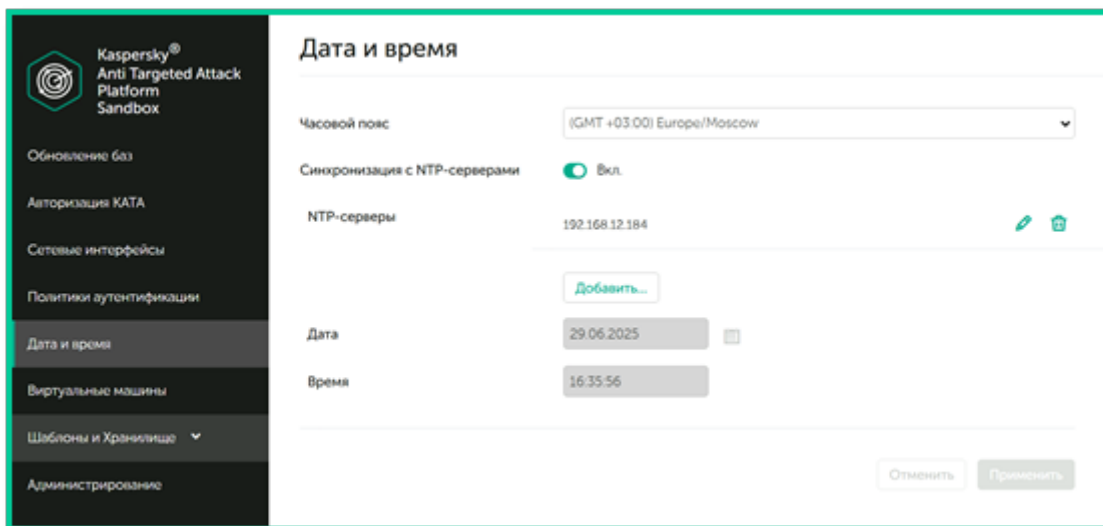 Kaspersky®
Anti Targeted Attack
Platform
Sandbox
Обновление баз
Авторизация KATA
Сетевые интерфейсы
Политики аутентификации
Дата и время
Виртуальные машины
Шаблоны и Хранилище
Администрирование
Дата и время
Часовой пояс
(GMT +03:00) Europe/Moscow
Синхронизация с NTP-серверами
Вкл.
NTP-серверы
192.168.12.184
Добавить...
Дата
29.06.2025
Время
16:35:56
Отменить
Применить